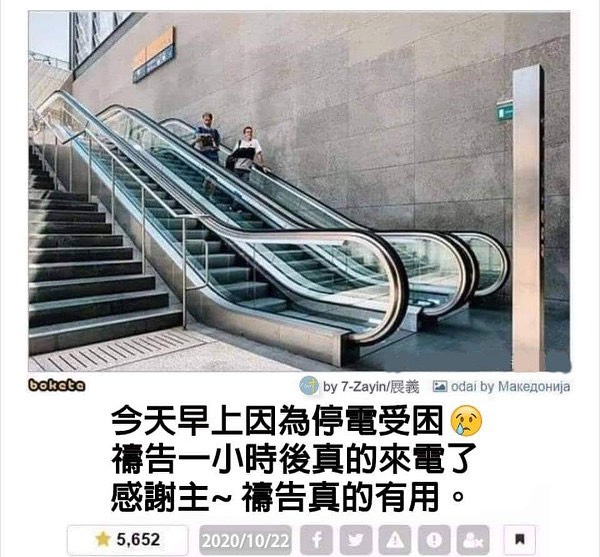 boketa
by 7-Zayin/展義
odai by Македонија
今天早上因為停電受困😢
禱告一小時後真的來電了
感謝主~禱告真的有用。
5,652
2020/10/22